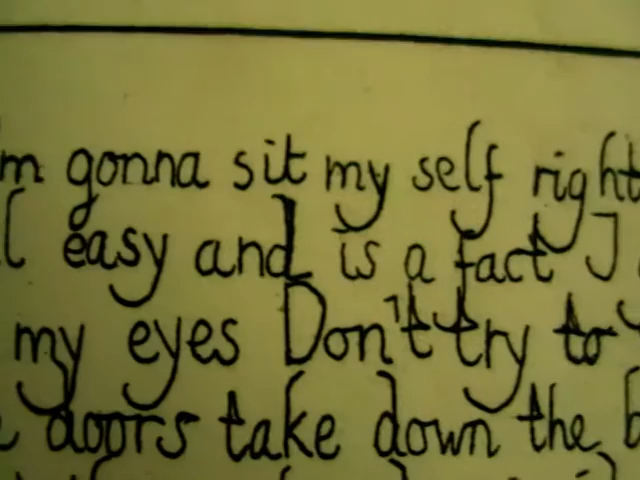 'm gonna sit my self right
l easy and is a fact I
my eyes Don't try to
doors take down the